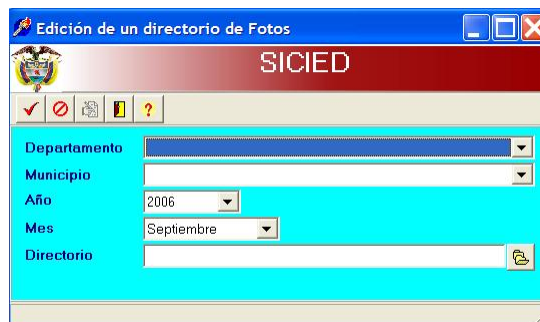 Edición de un directorio de Fotos
SICIED
?
Departamento
Municipio
Año 2006
Mes Septiembre
Directorio